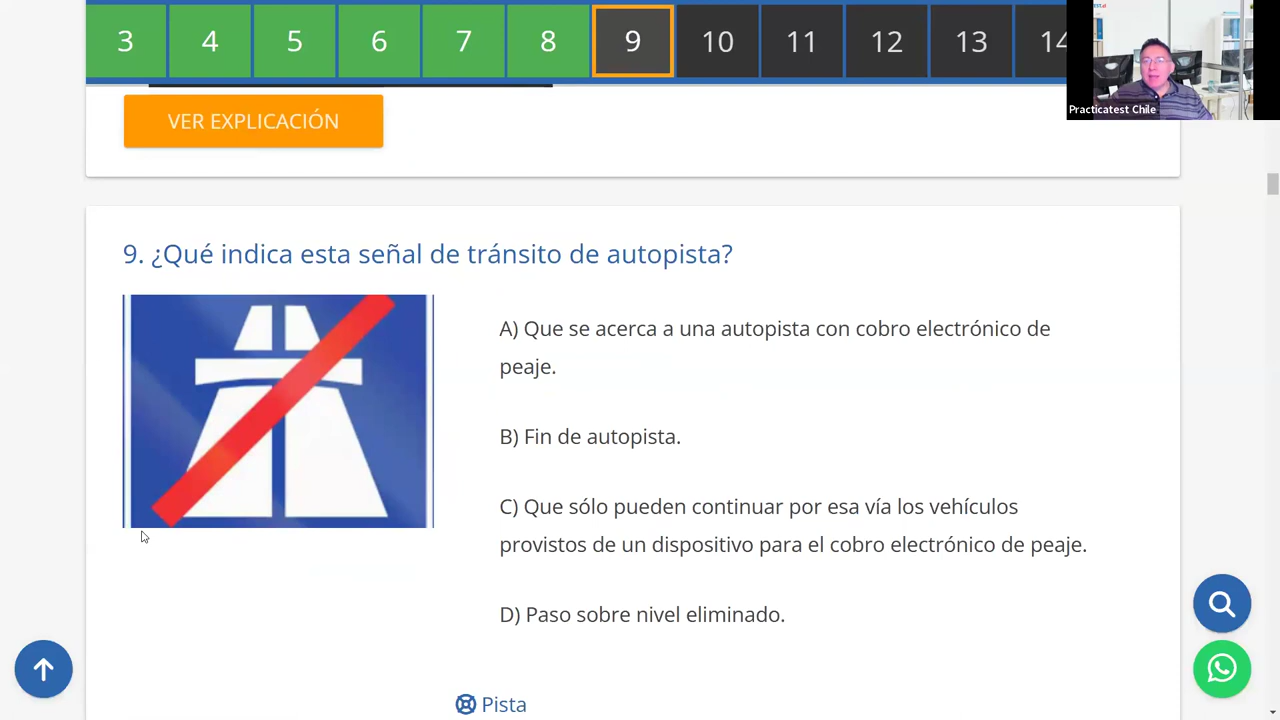 3 4 5 6 7 8 9 10 11 12 13 14
Practicatest Chile
VER EXPLICACIÓN
9. ¿Qué indica esta señal de tránsito de autopista?
A) Que se acerca a una autopista con cobro electrónico de
peaje.
B) Fin de autopista.
C) Que sólo pueden continuar por esa vía los vehículos
provistos de un dispositivo para el cobro electrónico de peaje.
D) Paso sobre nivel eliminado.
Pista